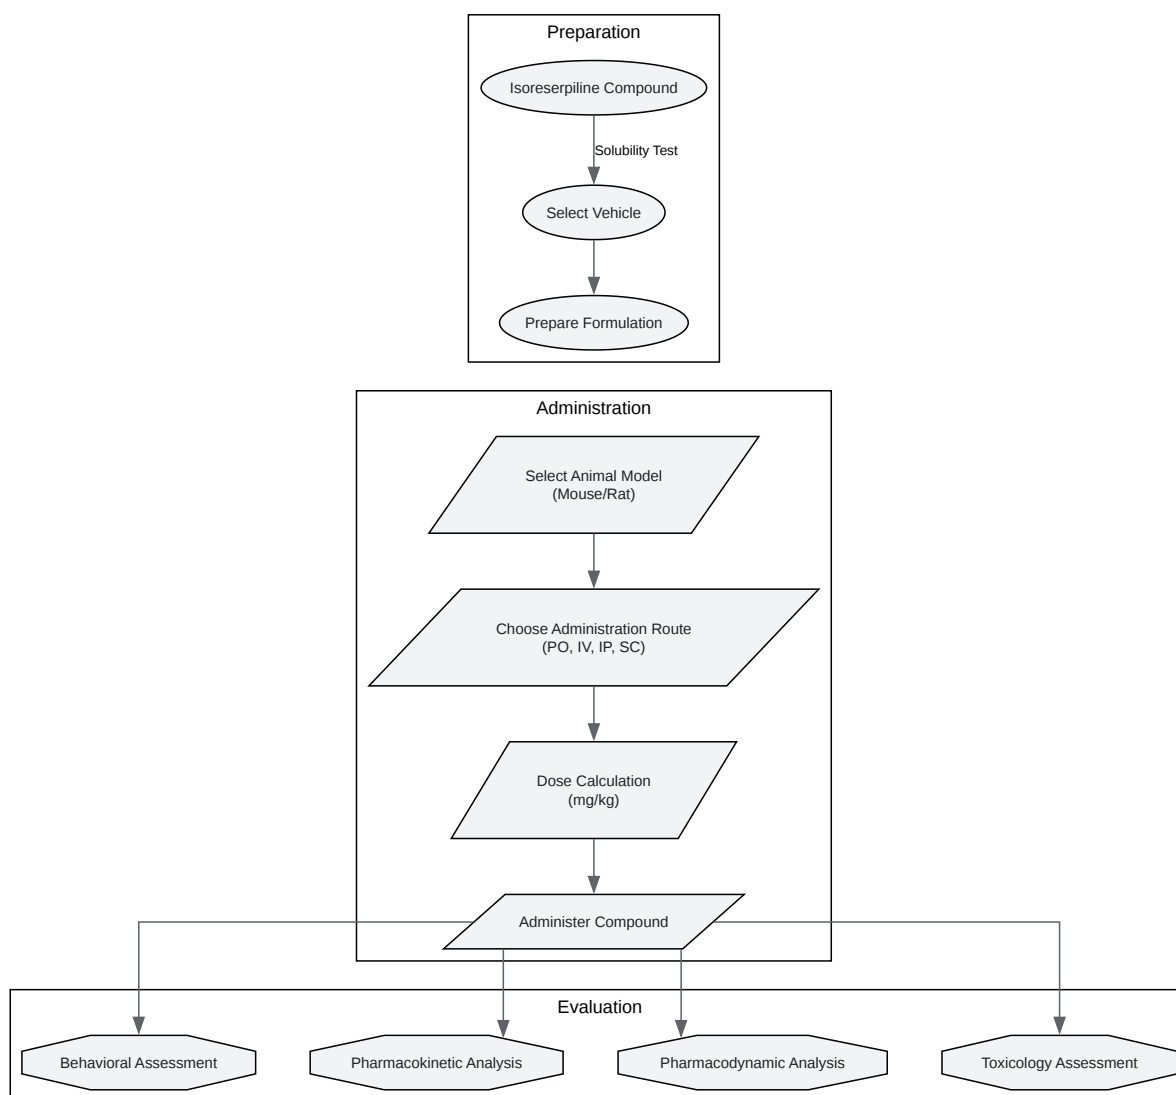 Preparation
Isoreserpiline Compound
Solubility Test
Select Vehicle
Prepare Formulation
Administration
Select Animal Model
(Mouse/Rat)
Choose Administration Route
(PO, IV, IP, SC)
Dose Calculation
(mg/kg)
Administer Compound
Evaluation
Behavioral Assessment
Pharmacokinetic Analysis
Pharmacodynamic Analysis
Toxicology Assessment